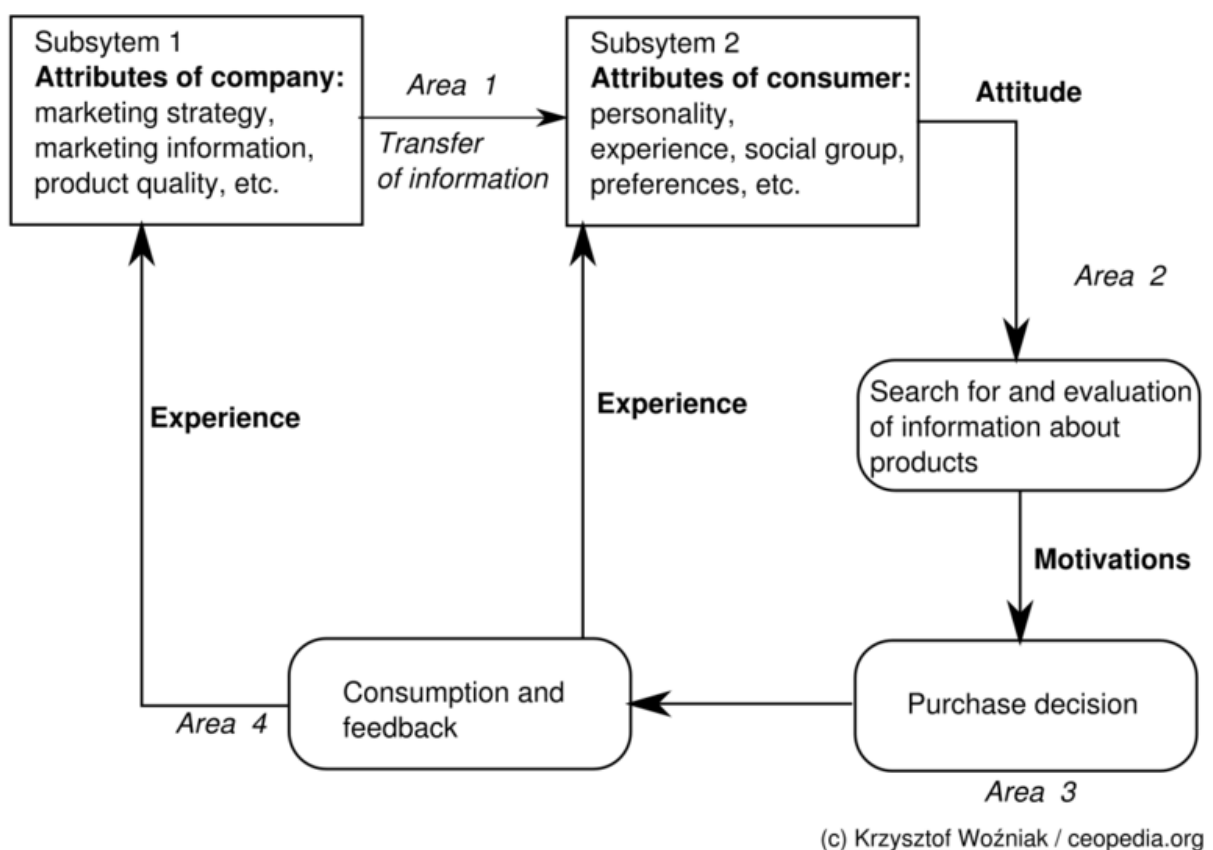 Subsytem 1
Attributes of company:
marketing strategy,
marketing information,
product quality, etc.
Area 1
Transfer
of information
Subsytem 2
Attributes of consumer:
personality,
experience, social group,
preferences, etc.
Attitude
Area 2
Search for and evaluation
of information about
products
Motivations
Purchase decision
Area 3
Consumption and
feedback
Area 4
Experience
Experience
(c) Krzysztof Woźniak / ceopedia.org